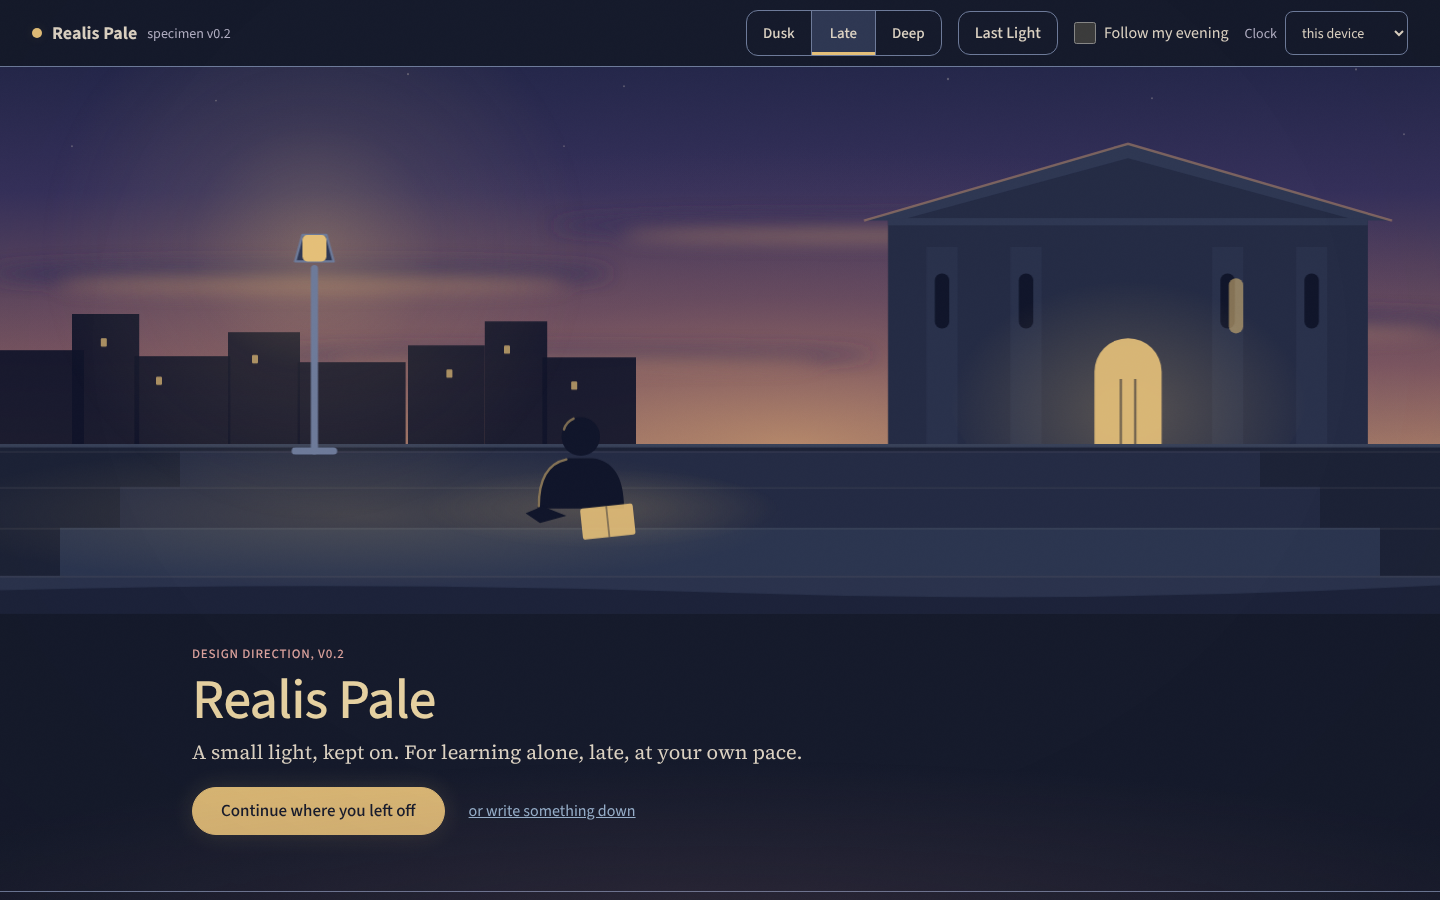 Realis Pale specimen v0.2
Dusk Late Deep Last Light Follow my evening Clock this device
DESIGN DIRECTION, V0.2
Realis Pale
A small light, kept on. For learning alone, late, at your own pace.
Continue where you left off or write something down